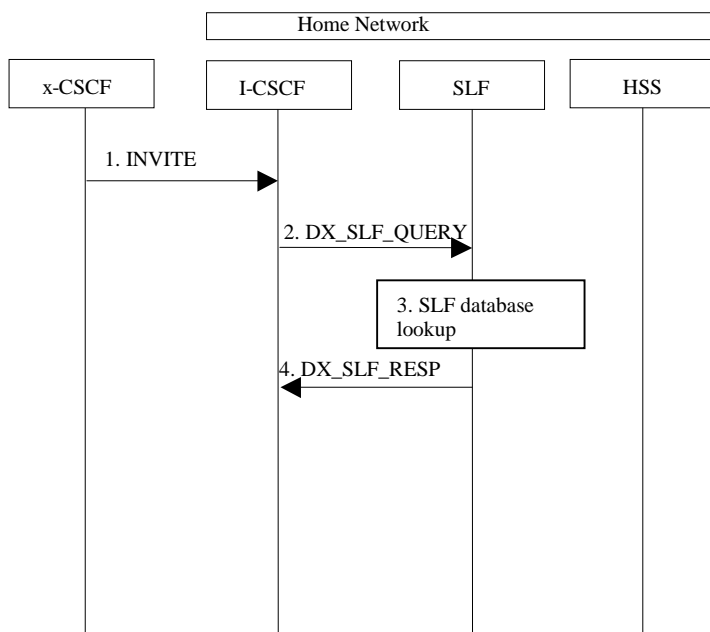 Home Network
x-CSCF
I-CSCF
SLF
HSS
1. INVITE
2. DX_SLF_QUERY
3. SLF database
lookup
4. DX_SLF_RESP